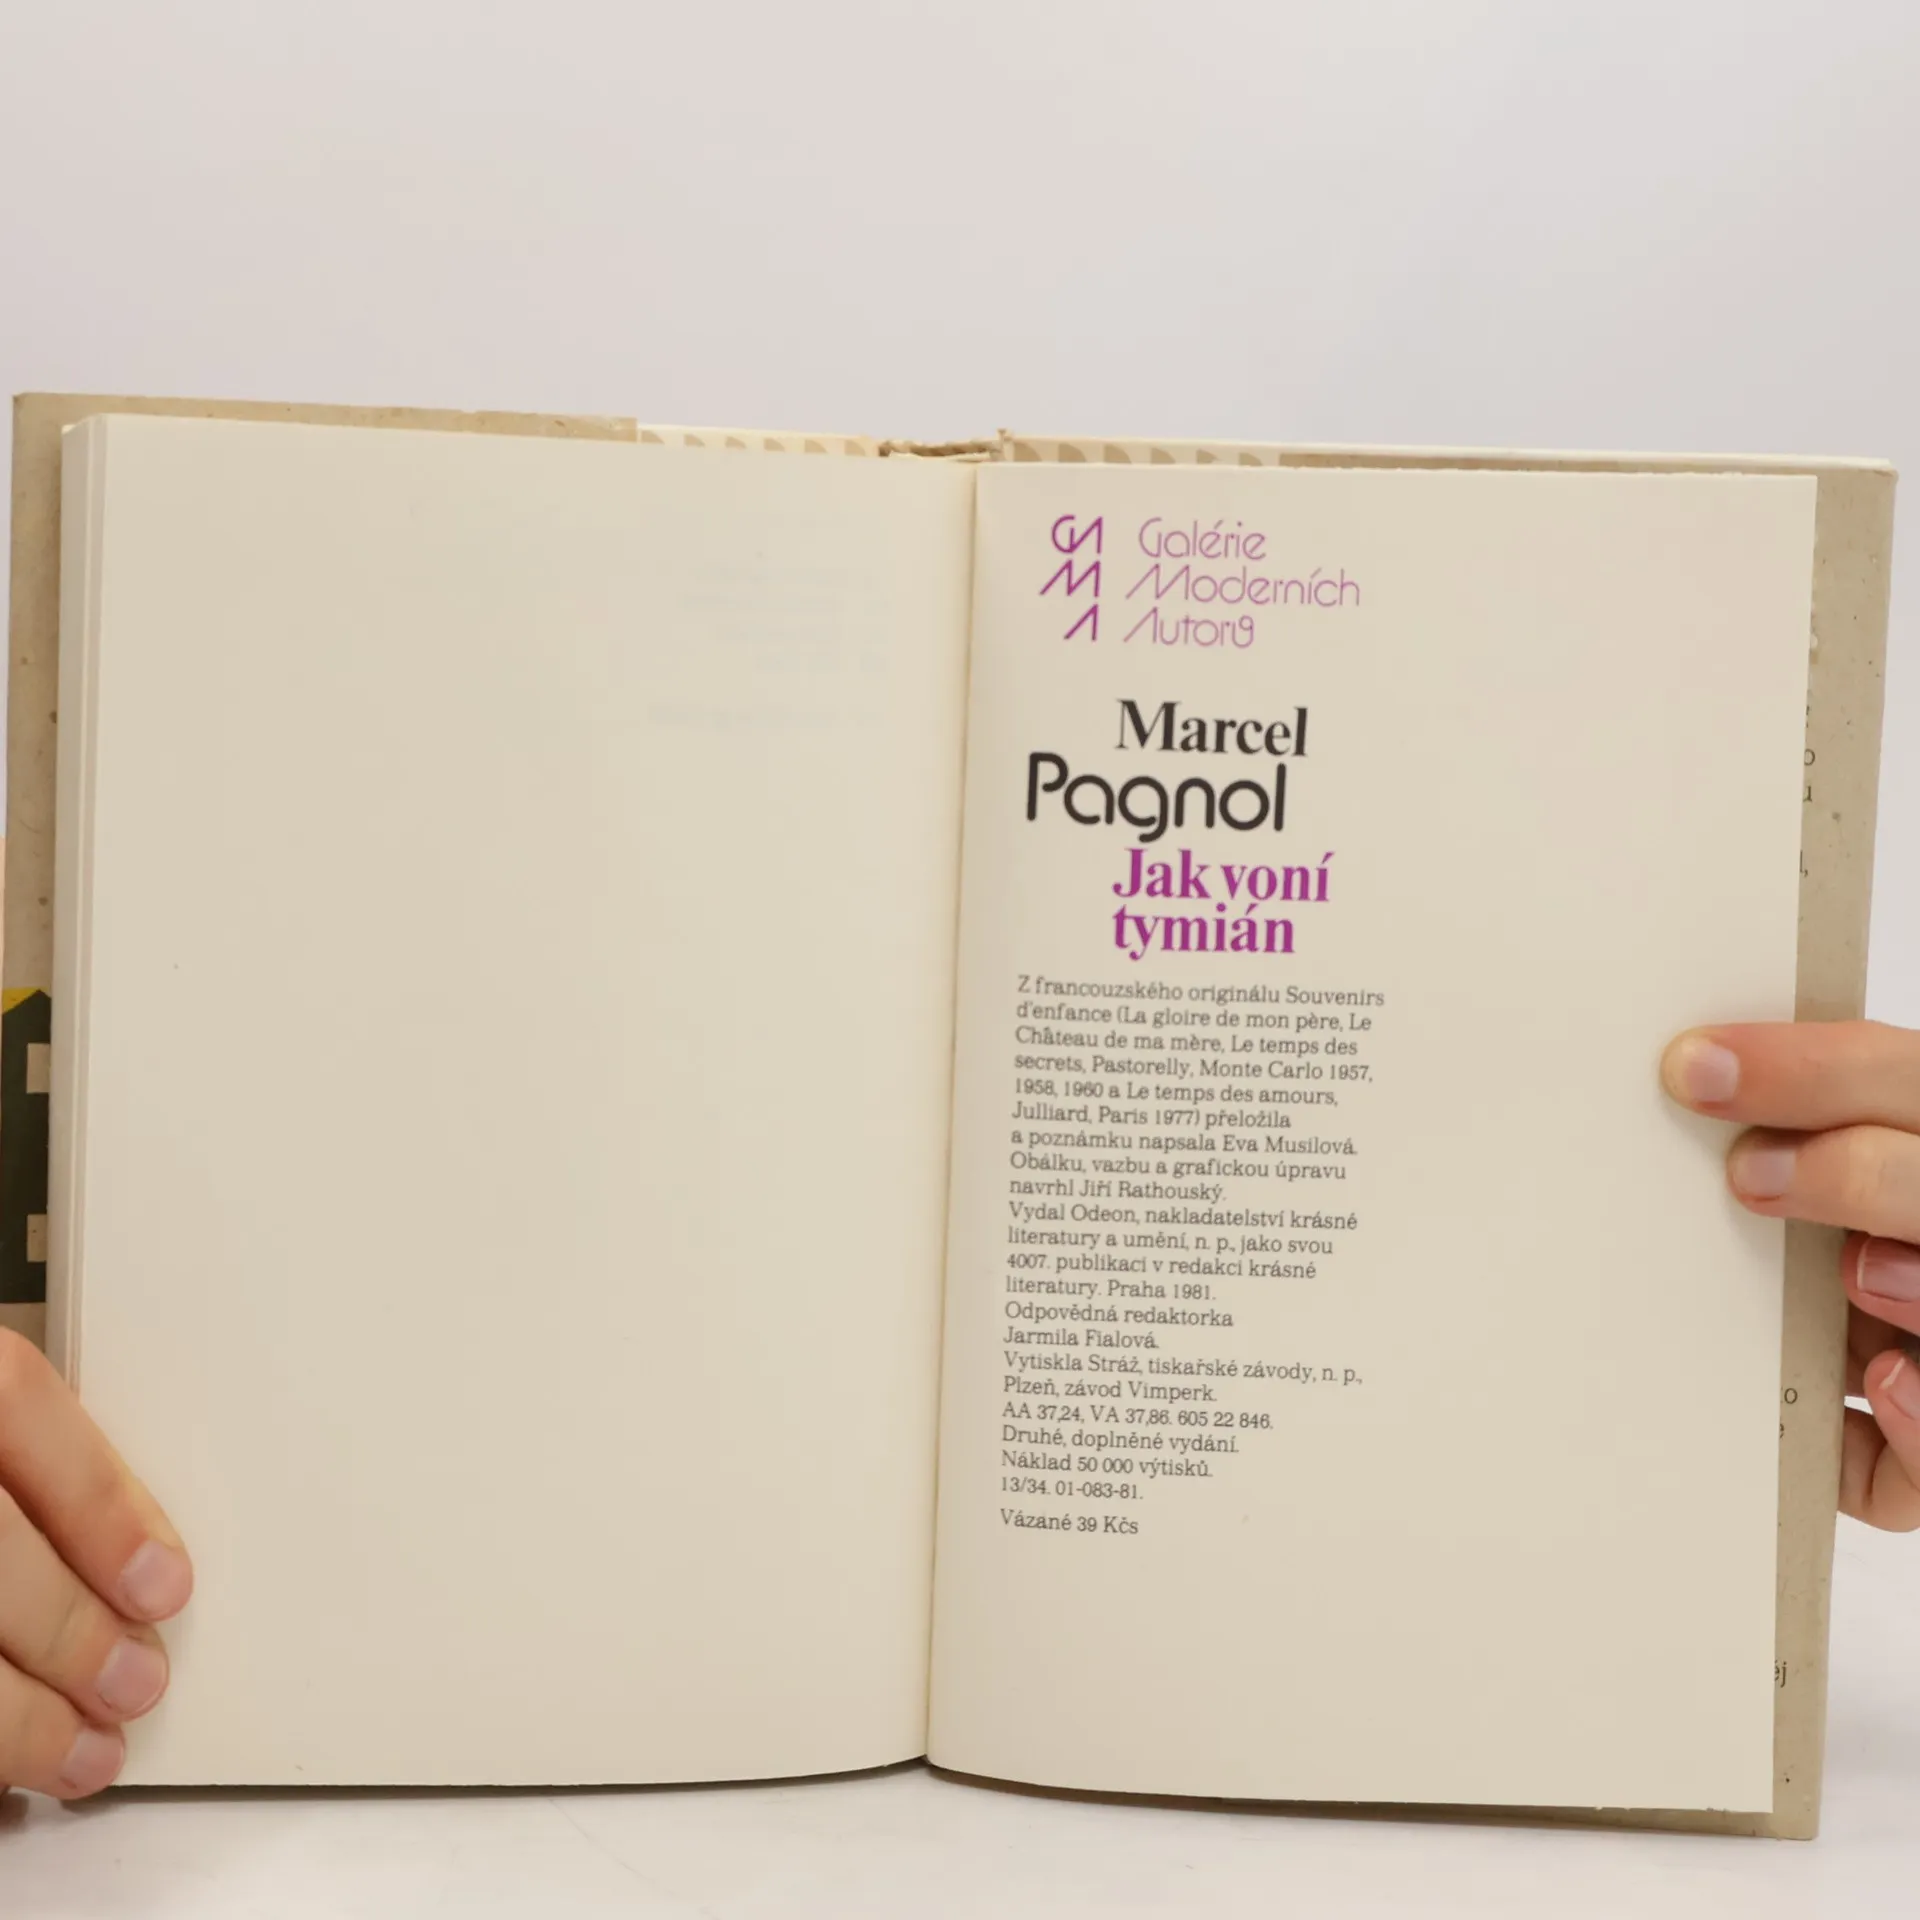 GMA Galérie
Moderních
Autorů
Marcel
Pagnol
Jak voní
tymián
Z francouzského originálu Souvenirs
d'enfance (La gloire de mon père, Le
Château de ma mère, Le temps des
secrets, Pastorelly, Monte Carlo 1957,
1958, 1960 a Le temps des amours,
Julliard, Paris 1977) přeložila
a poznámku napsala Eva Musilová.
Obálku, vazbu a grafickou úpravu
navrhl Jiří Rathouský.
Vydal Odeon, nakladatelství krásné
literatury a umění, n. p., jako svou
4007. publikaci v redakci krásné
literatury. Praha 1981.
Odpovědná redaktorka
Jarmila Fialová.
Vytiskla Stráž, tiskařské závody, n. p.,
Plzeň, závod Vimperk.
AA 37,24, VA 37,86. 605 22 846.
Druhé, doplněné vydání.
Náklad 50 000 výtisků.
13/34. 01-083-81.
Vázané 39 Kčs